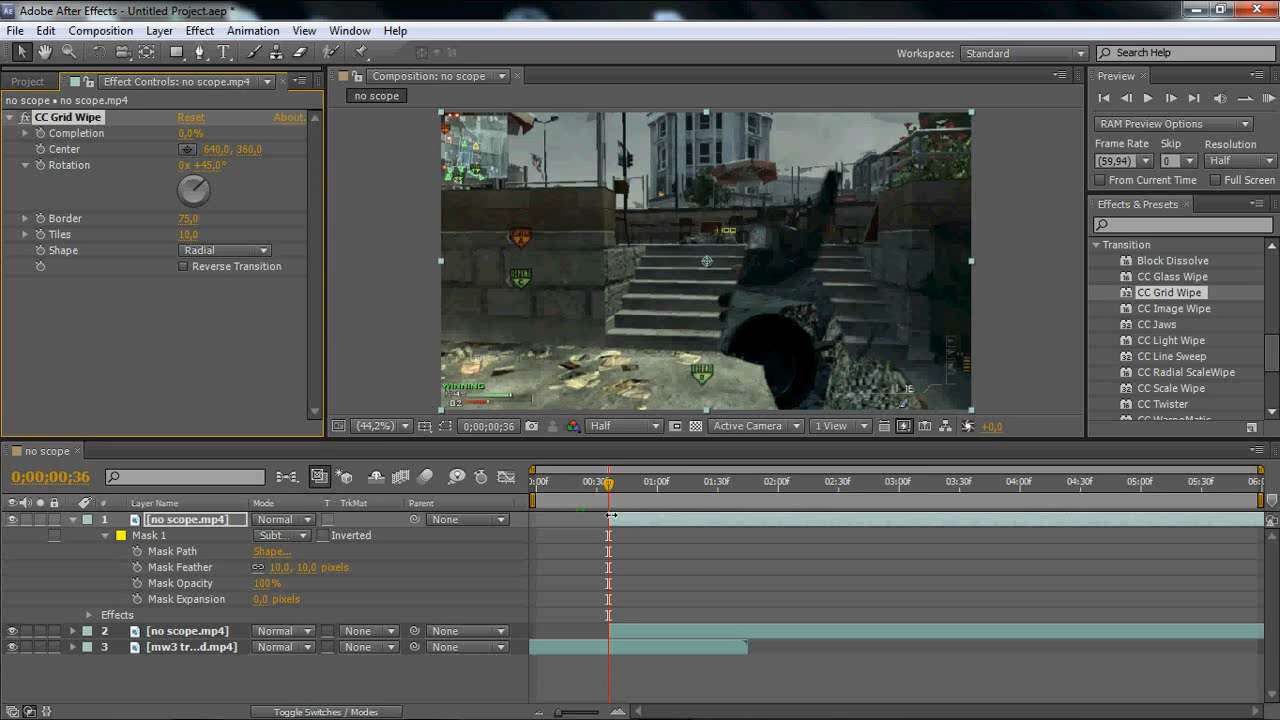 Adobe After Effects - Untitled Project.aep *
File Edit Composition Layer Effect Animation View Window Help
Workspace: Standard Search Help
Project Effect Controls: no scope.mp4
no scope • no scope.mp4
CC Grid Wipe Reset About...
Completion 0,0%
Center 640,0, 360,0
Rotation 0x +45,0°
Border 75,0
Tiles 10,0
Shape Radial
Reverse Transition
Composition: no scope
no scope
WINNING
(44,2%) 0;00;00;36 Half Active Camera 1 View +0,0
Preview
RAM Preview Options
Frame Rate Skip Resolution
(59,94) 0 Half
From Current Time Full Screen
Effects & Presets
Transition
Block Dissolve
CC Glass Wipe
CC Grid Wipe
CC Image Wipe
CC Jaws
CC Light Wipe
CC Line Sweep
CC Radial ScaleWipe
CC Scale Wipe
CC Twister
CC WarpoMatic
no scope
0;00;00;36
:00f 00:30f 01:00f 01:30f 02:00f 02:30f 03:00f 03:30f 04:00f 04:30f 05:00f 05:30f 06:0
# Layer Name Mode T TrkMat Parent
1 [no scope.mp4] Normal None
Mask 1 Subt... Inverted
Mask Path Shape...
Mask Feather 10,0, 10,0 pixels
Mask Opacity 100%
Mask Expansion 0,0 pixels
Effects
2 [no scope.mp4] Normal None None
3 [mw3 tr...d.mp4] Normal None None
Toggle Switches / Modes